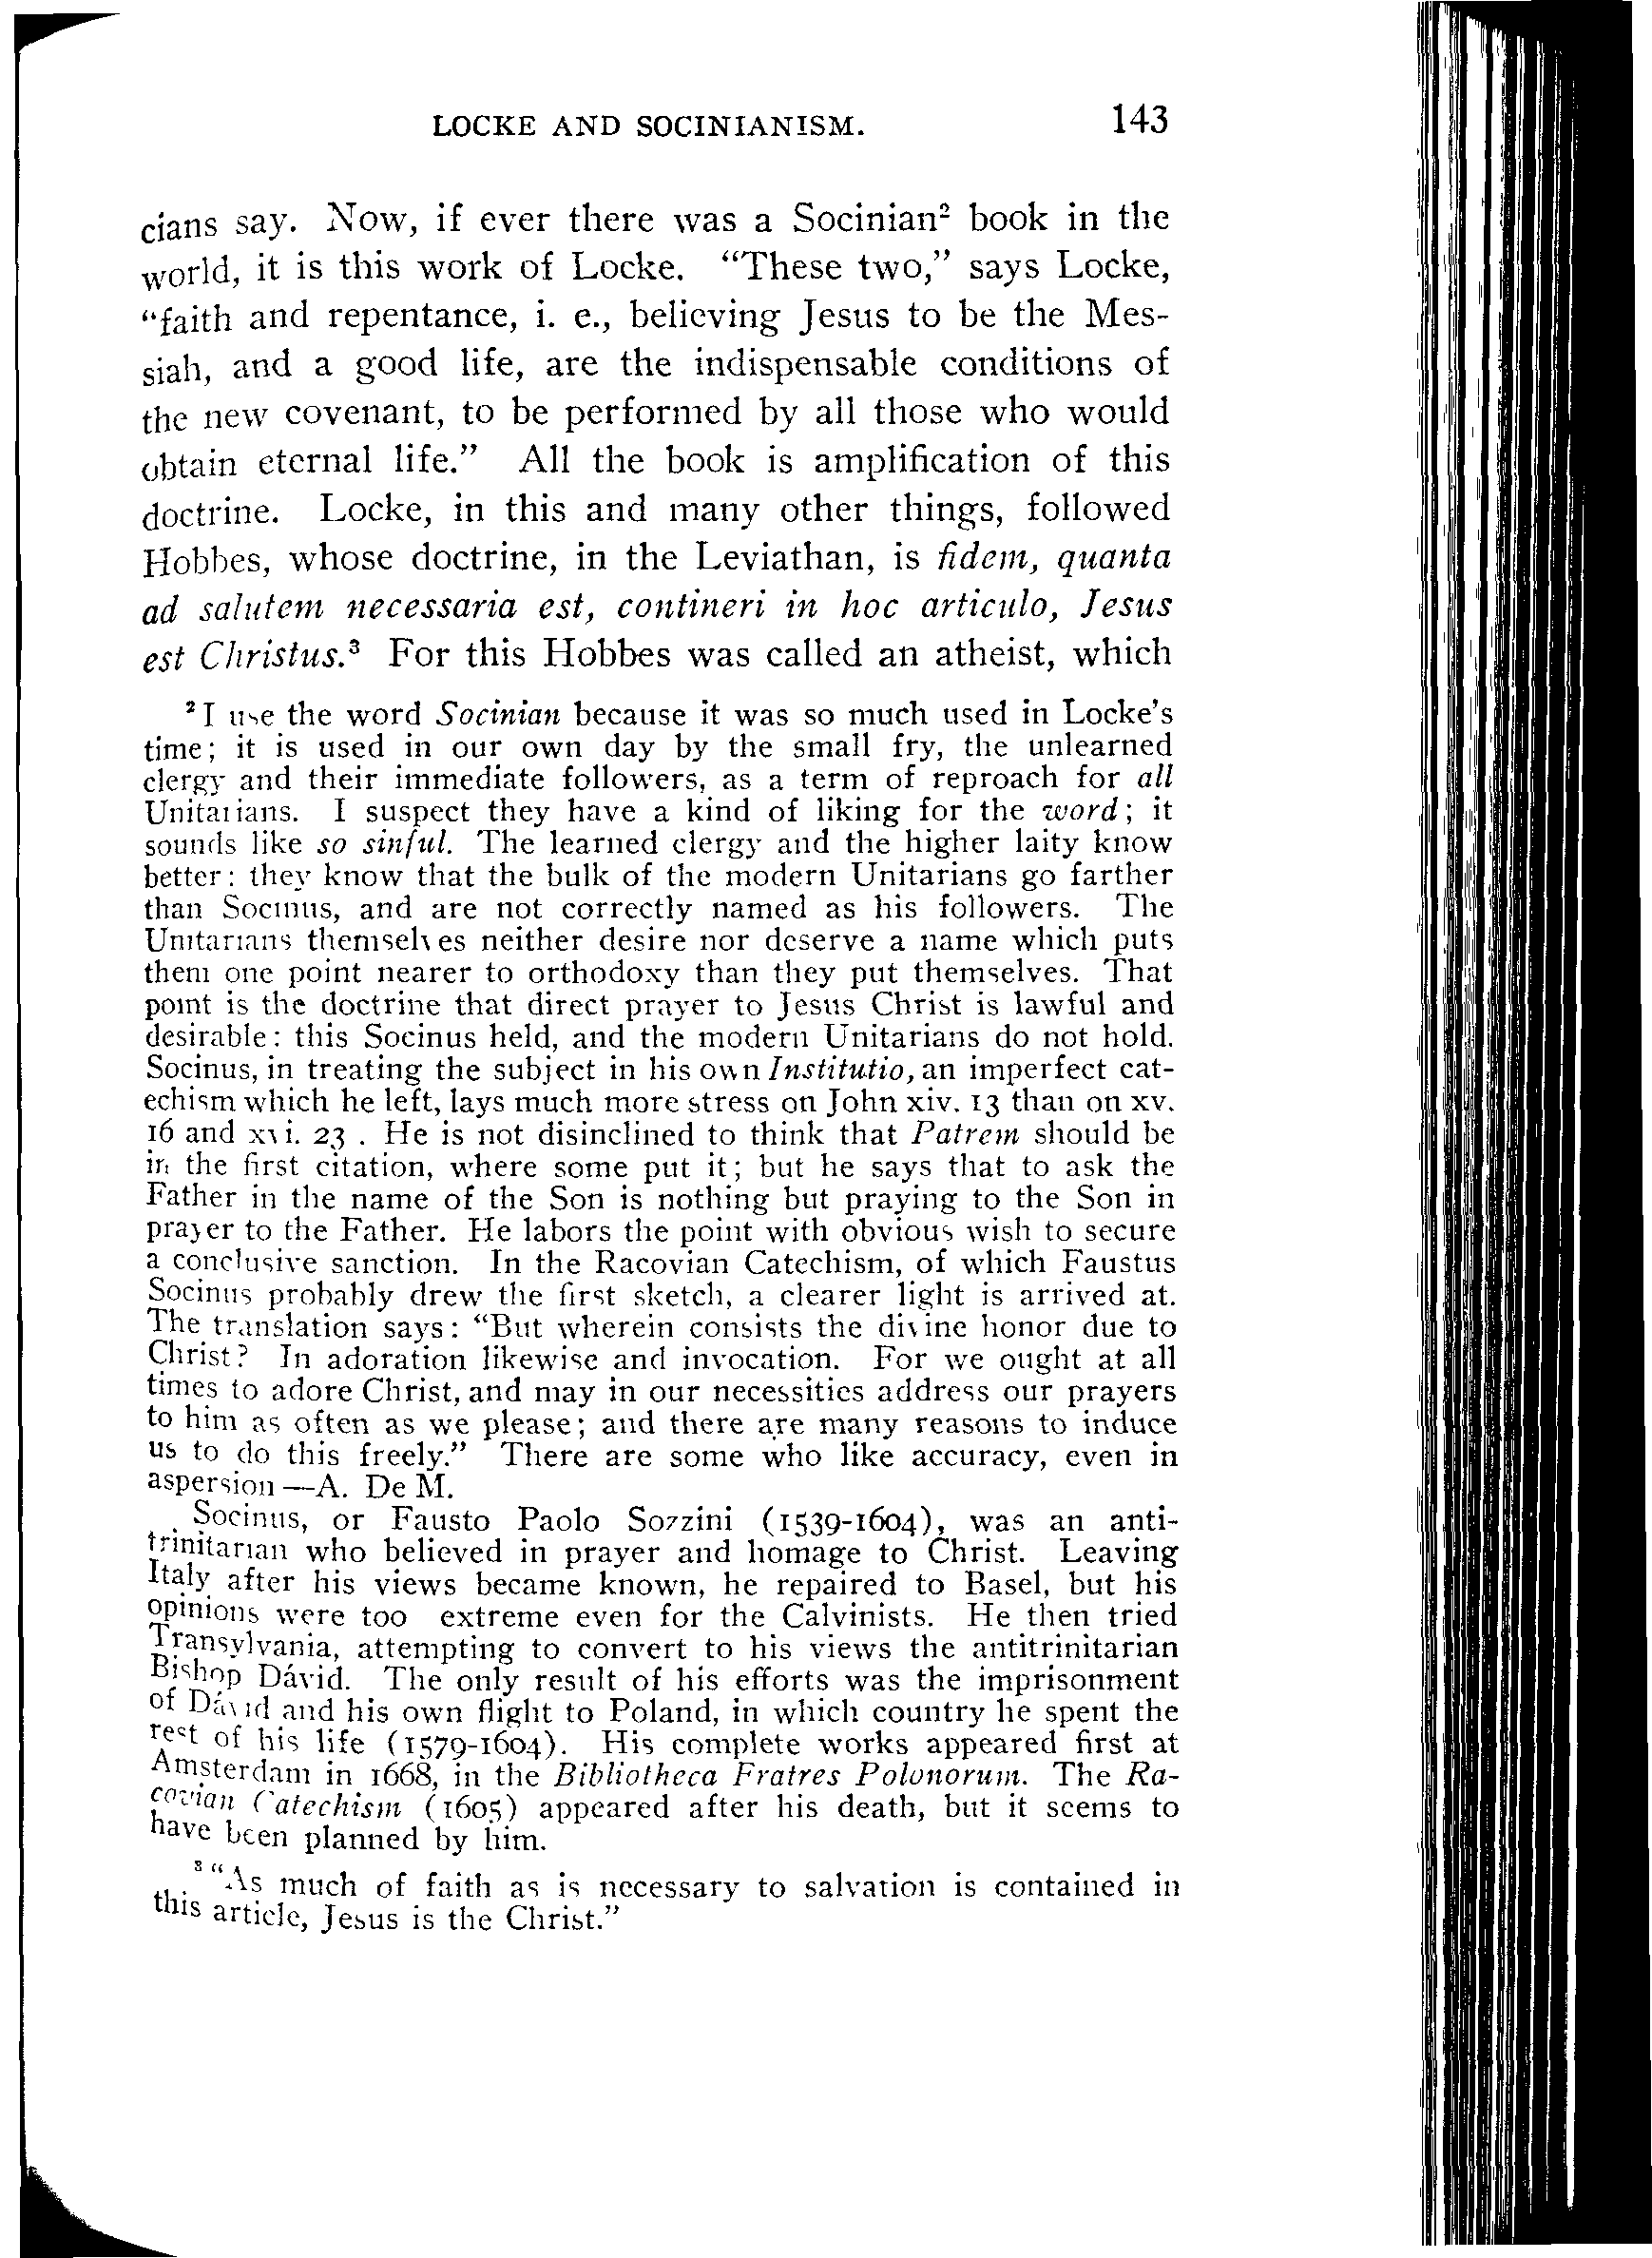 LOCKE AND SOCINIANISM. 143
cians say. Now, if ever there was a Socinian² book in the
world, it is this work of Locke. “These two,” says Locke,
“faith and repentance, i. e., believing Jesus to be the Mes-
siah, and a good life, are the indispensable conditions of
the new covenant, to be performed by all those who would
obtain eternal life.” All the book is amplification of this
doctrine. Locke, in this and many other things, followed
Hobbes, whose doctrine, in the Leviathan, is fidem, quanta
ad salutem necessaria est, contineri in hoc articulo, Jesus
est Christus.³ For this Hobbes was called an atheist, which
² I use the word Socinian because it was so much used in Locke’s
time; it is used in our own day by the small fry, the unlearned
clergy and their immediate followers, as a term of reproach for all
Unitarians. I suspect they have a kind of liking for the word; it
sounds like so sinful. The learned clergy and the higher laity know
better: they know that the bulk of the modern Unitarians go farther
than Socinus, and are not correctly named as his followers. The
Unitarians themselves neither desire nor deserve a name which puts
them one point nearer to orthodoxy than they put themselves. That
point is the doctrine that direct prayer to Jesus Christ is lawful and
desirable: this Socinus held, and the modern Unitarians do not hold.
Socinus, in treating the subject in his own Institutio, an imperfect cat-
echism which he left, lays much more stress on John xiv. 13 than on xv.
16 and xvi. 23 . He is not disinclined to think that Patrem should be
in the first citation, where some put it; but he says that to ask the
Father in the name of the Son is nothing but praying to the Son in
prayer to the Father. He labors the point with obvious wish to secure
a conclusive sanction. In the Racovian Catechism, of which Faustus
Socinus probably drew the first sketch, a clearer light is arrived at.
The translation says: “But wherein consists the divine honor due to
Christ? In adoration likewise and invocation. For we ought at all
times to adore Christ, and may in our necessities address our prayers
to him as often as we please; and there are many reasons to induce
us to do this freely.” There are some who like accuracy, even in
aspersion—A. De M.
Socinus, or Fausto Paolo Sozzini (1539-1604), was an anti-
trinitarian who believed in prayer and homage to Christ. Leaving
Italy after his views became known, he repaired to Basel, but his
opinions were too extreme even for the Calvinists. He then tried
Transylvania, attempting to convert to his views the antitrinitarian
Bishop Dávid. The only result of his efforts was the imprisonment
of Dávid and his own flight to Poland, in which country he spent the
rest of his life (1579-1604). His complete works appeared first at
Amsterdam in 1668, in the Bibliotheca Fratres Polonorum. The Ra-
covian Catechism (1605) appeared after his death, but it seems to
have been planned by him.
³ “As much of faith as is necessary to salvation is contained in
this article, Jesus is the Christ.”